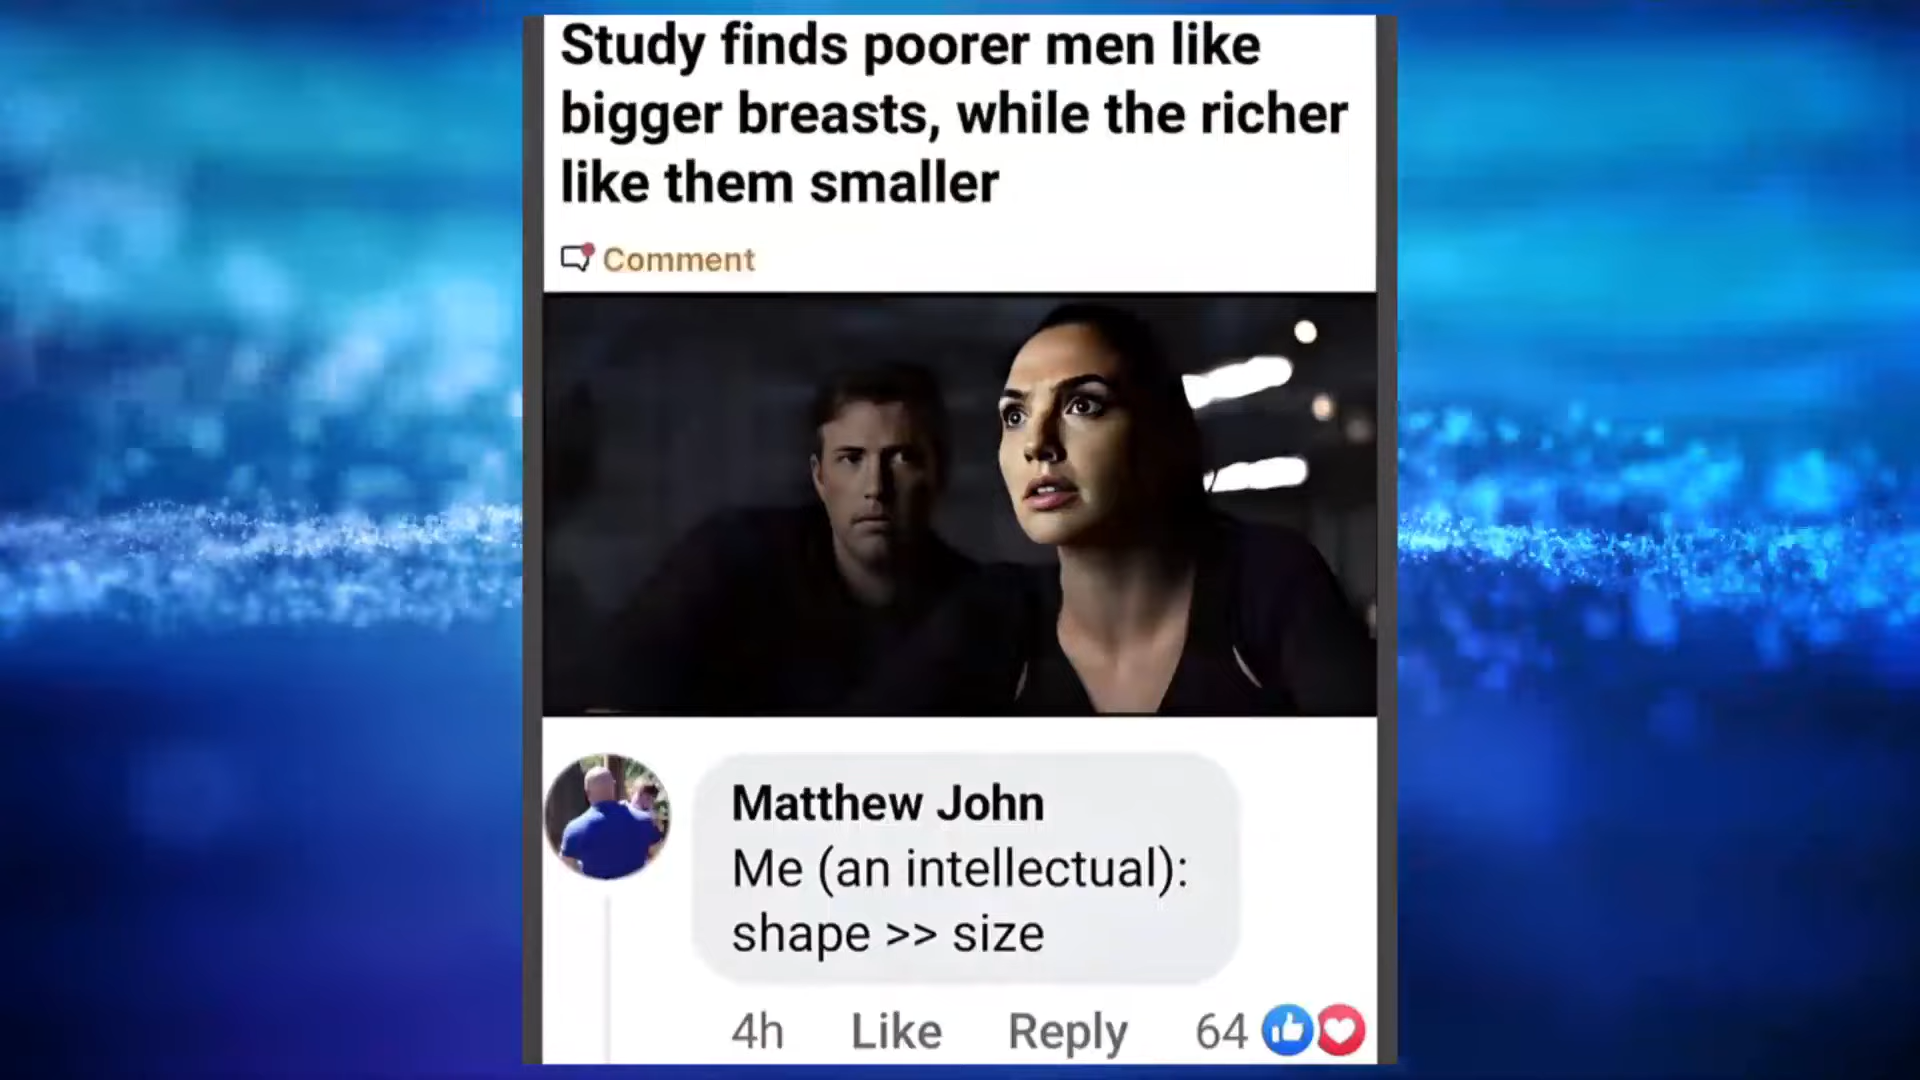 Study finds poorer men like
bigger breasts, while the richer
like them smaller
Comment
Matthew John
Me (an intellectual):
shape >> size
4h Like Reply 64